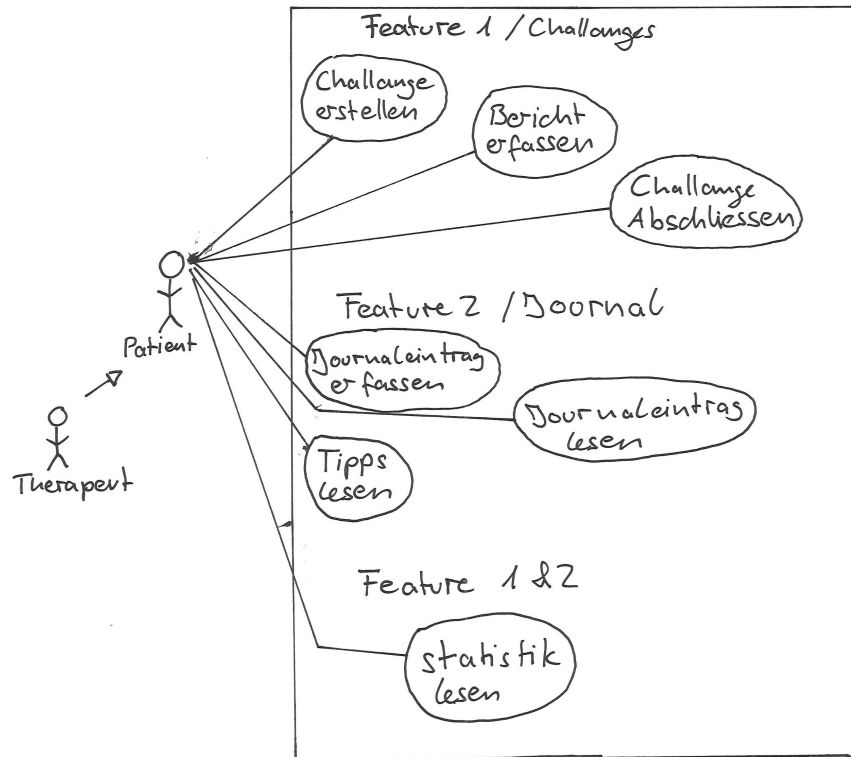 Feature 1 / Challanges
Challange
erstellen
Bericht
erfassen
Challange
Abschliessen
Patient
Therapeut
Feature 2 / Journal
Journaleintrag
erfassen
Journaleintrag
lesen
Tipps
lesen
Feature 1 & 2
statistik
lesen